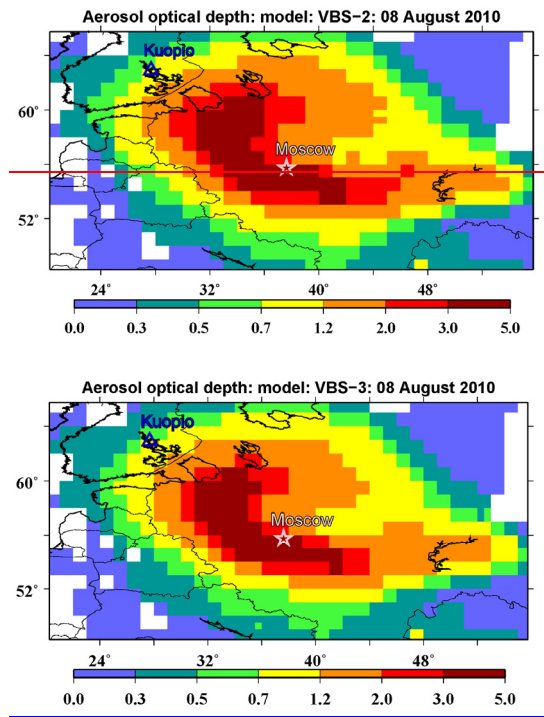 Aerosol optical depth: model: VBS−2: 08 August 2010
Kuopio
60°
Moscow
52°
24° 32° 40° 48°
0.0 0.3 0.5 0.7 1.2 2.0 3.0 5.0
Aerosol optical depth: model: VBS−3: 08 August 2010
Kuopio
60°
Moscow
52°
24° 32° 40 48°
0.0 0.3 0.5 0.7 1.2 2.0 3.0 5.0